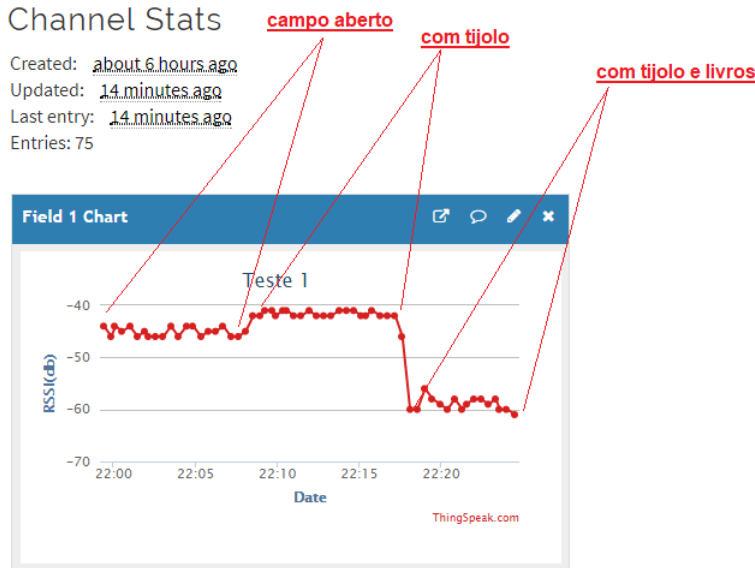 Channel Stats
campo aberto
com tijolo
com tijolo e livros
Created: about 6 hours ago
Updated: 14 minutes ago
Last entry: 14 minutes ago
Entries: 75
Field 1 Chart
Teste 1
−40
−50
−60
−70
RSSI(db)
22:00 22:05 22:10 22:15 22:20
Date
ThingSpeak.com